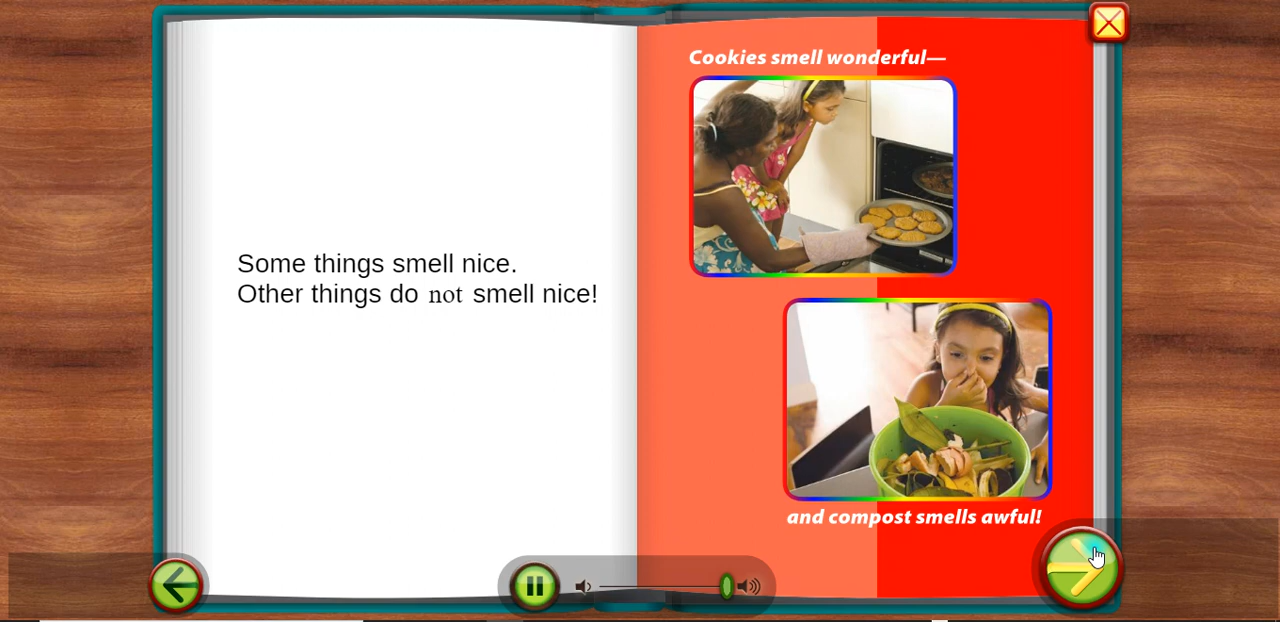 Some things smell nice.
Other things do not smell nice!
Cookies smell wonderful—
and compost smells awful!